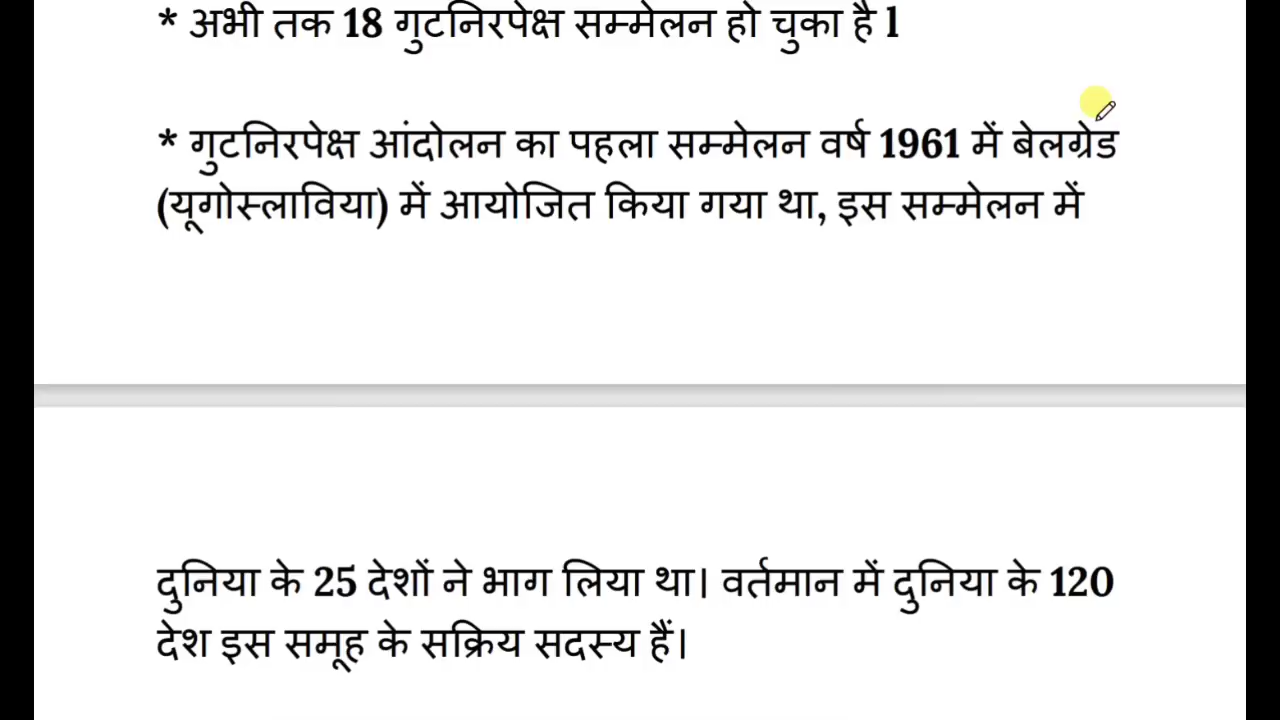 * अभी तक 18 गुटनिरपेक्ष सम्मेलन हो चुका है l
* गुटनिरपेक्ष आंदोलन का पहला सम्मेलन वर्ष 1961 में बेलग्रेड
(यूगोस्लाविया) में आयोजित किया गया था, इस सम्मेलन में
दुनिया के 25 देशों ने भाग लिया था। वर्तमान में दुनिया के 120
देश इस समूह के सक्रिय सदस्य हैं।